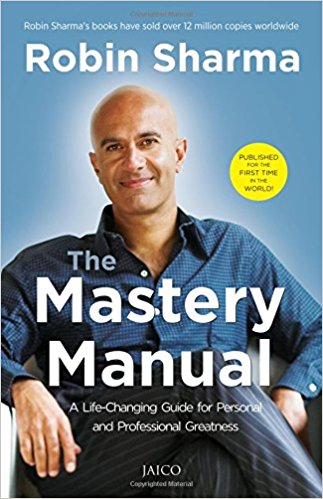 Robin Sharma's books have sold over 12 million copies worldwide
Robin Sharma
PUBLISHED
FOR THE
FIRST TIME
IN THE
WORLD!
The
Mastery
Manual
A Life-Changing Guide for Personal
and Professional Greatness
JAICO